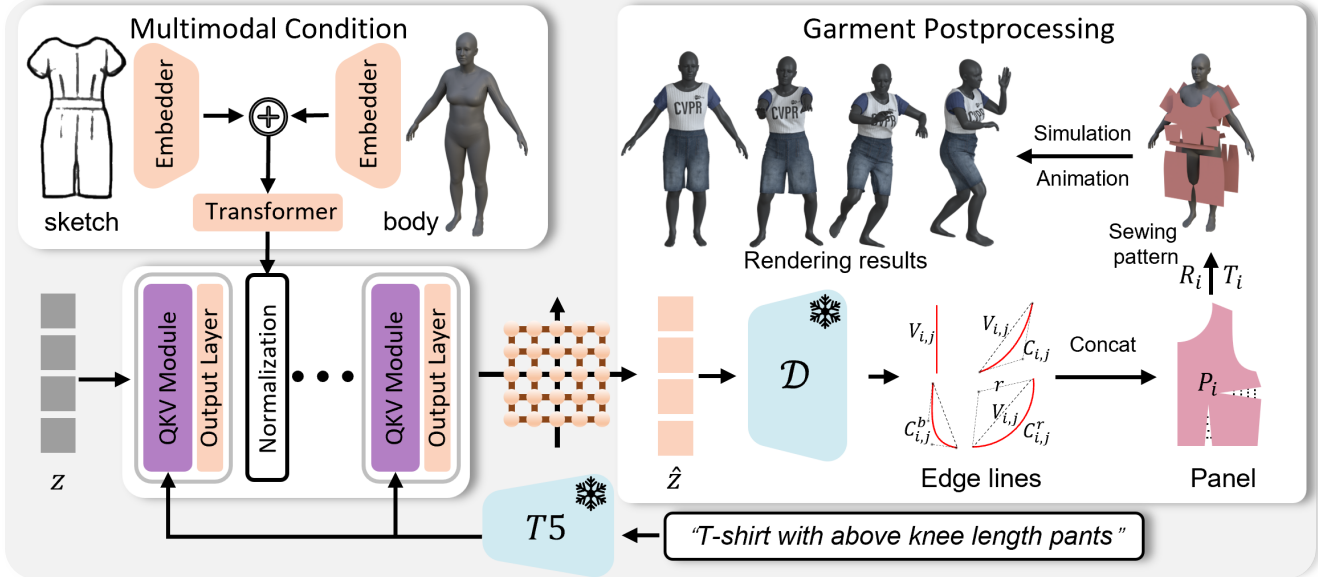 Multimodal Condition
Embedder
Embedder
sketch
Transformer
body
z
QKV Module
Output Layer
Normalization
QKV Module
Output Layer
T5
"T-shirt with above knee length pants"
Garment Postprocessing
CVPR
CVPR
CVPR
CVPR
Rendering results
Simulation
Animation
Sewing
pattern
R_i T_i
ẑ
𝒟
V_{i,j}
V_{i,j}
C_{i,j}
r
V_{i,j}
C^b_{i,j}
C^r_{i,j}
Edge lines
Concat
P_i
Panel